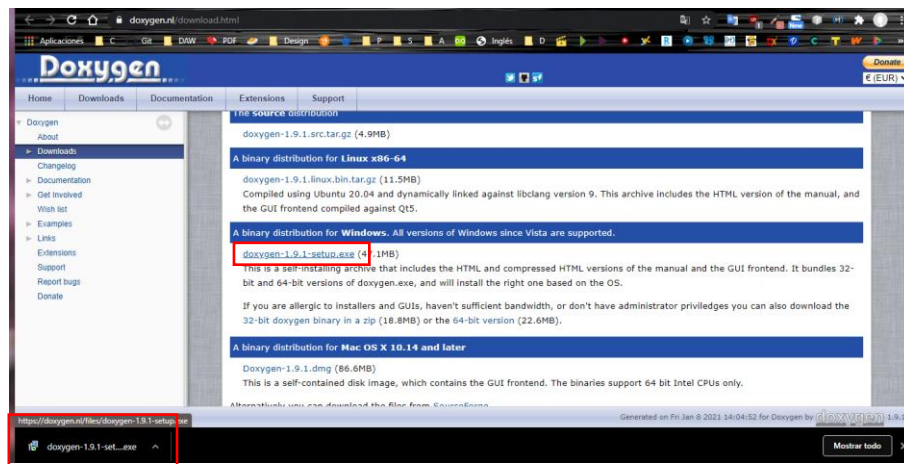 doxygen.nl/download.html
Aplicaciones C Git DAW PDF Design P S A Inglés D R C T W
Doxygen
Donate
€ (EUR)
Home Downloads Documentation Extensions Support
Doxygen
About
Downloads
Changelog
Documentation
Get Involved
Wish list
Examples
Links
Extensions
Support
Report bugs
Donate
The source distribution
doxygen-1.9.1.src.tar.gz (4.9MB)
A binary distribution for Linux x86-64
doxygen-1.9.1.linux.bin.tar.gz (11.5MB)
Compiled using Ubuntu 20.04 and dynamically linked against libclang version 9. This archive includes the HTML version of the manual, and
the GUI frontend compiled against Qt5.
A binary distribution for Windows. All versions of Windows since Vista are supported.
doxygen-1.9.1-setup.exe (47.1MB)
This is a self-installing archive that includes the HTML and compressed HTML versions of the manual and the GUI frontend. It bundles 32-
bit and 64-bit versions of doxygen.exe, and will install the right one based on the OS.
If you are allergic to installers and GUIs, haven't sufficient bandwidth, or don't have administrator priviledges you can also download the
32-bit doxygen binary in a zip (18.8MB) or the 64-bit version (22.6MB).
A binary distribution for Mac OS X 10.14 and later
Doxygen-1.9.1.dmg (86.6MB)
This is a self-contained disk image, which contains the GUI frontend. The binaries support 64 bit Intel CPUs only.
Alternatively you can download the files from SourceForge
https://doxygen.nl/files/doxygen-1.9.1-setup.exe
Generated on Fri Jan 8 2021 14:04:52 for Doxygen by doxygen 1.9.1
doxygen-1.9.1-set....exe
Mostrar todo